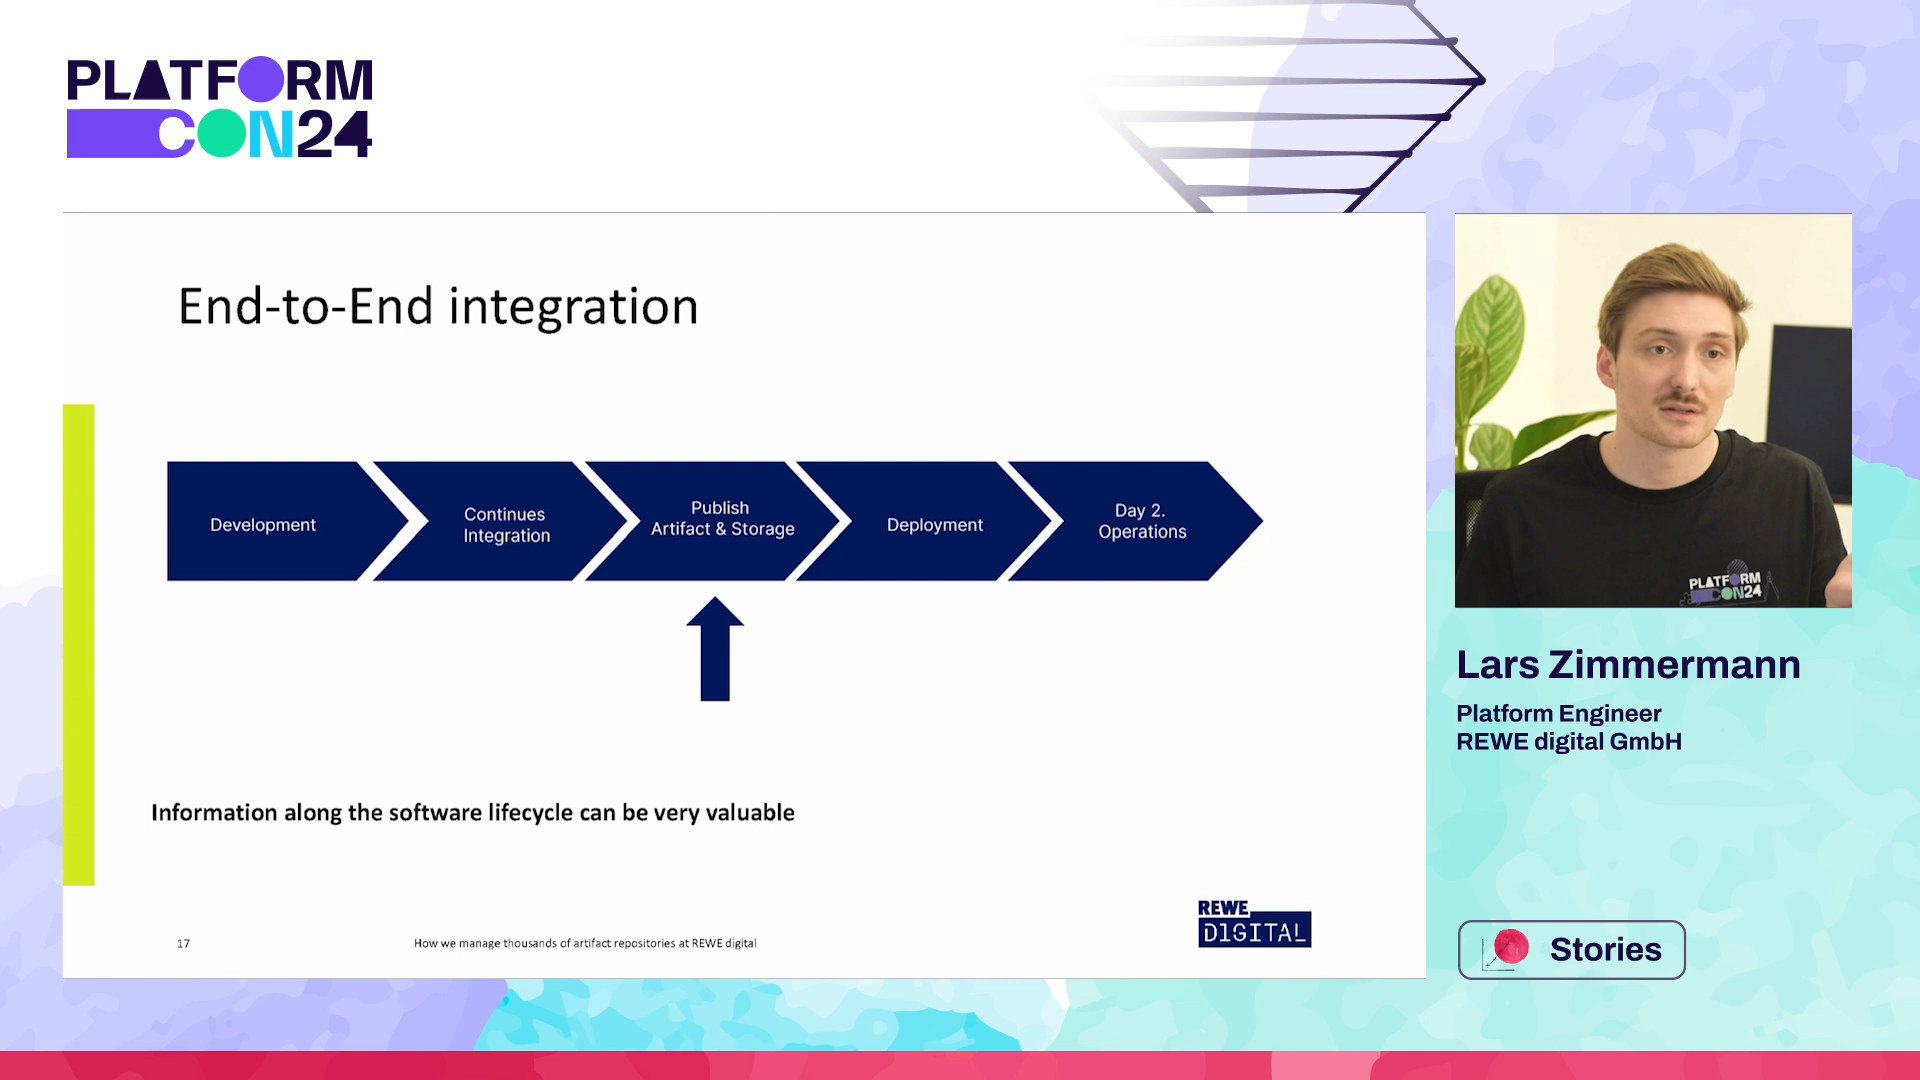 PLATFORM
CON24
End-to-End integration
Development
Continues
Integration
Publish
Artifact & Storage
Deployment
Day 2.
Operations
Information along the software lifecycle can be very valuable
17
How we manage thousands of artifact repositories at REWE digital
REWE
DIGITAL
PLATFORM
CON24
Lars Zimmermann
Platform Engineer
REWE digital GmbH
Stories